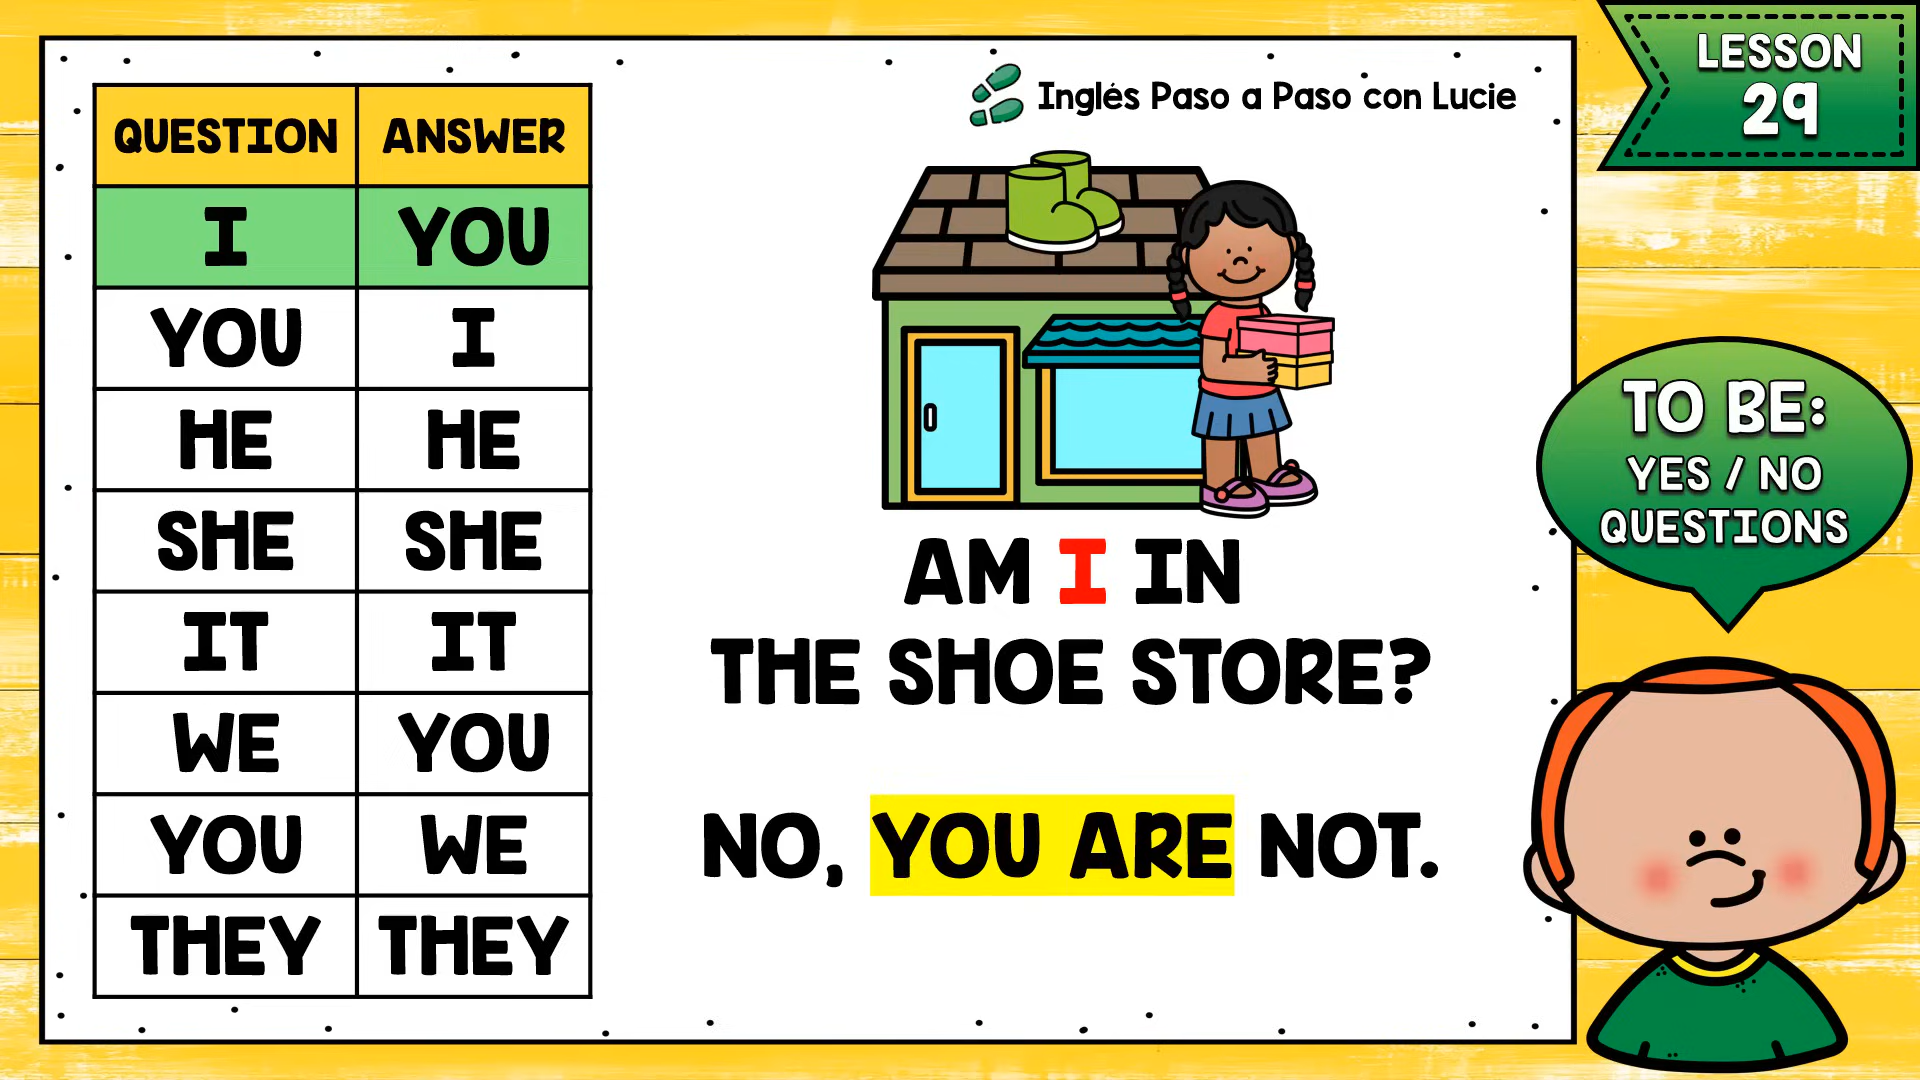 Inglés Paso a Paso con Lucie
LESSON
29
QUESTION ANSWER
I YOU
YOU I
HE HE
SHE SHE
IT IT
WE YOU
YOU WE
THEY THEY
AM I IN
THE SHOE STORE?
NO, YOU ARE NOT.
TO BE:
YES / NO
QUESTIONS